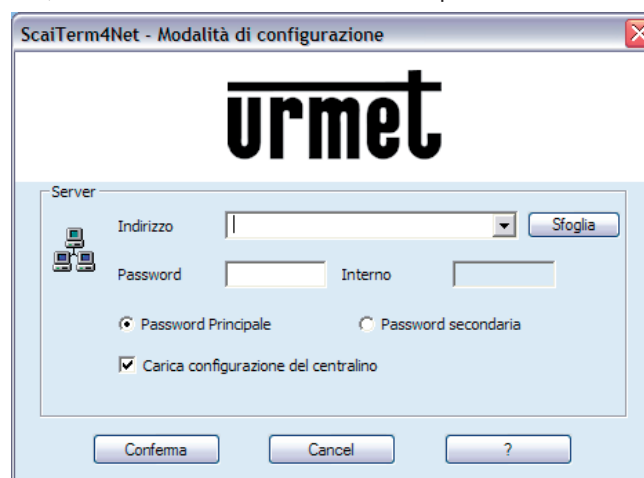 ScaiTerm4Net - Modalità di configurazione
urmet
Server
Indirizzo
Sfoglia
Password
Interno
Password Principale
Password secondaria
Carica configurazione del centralino
Conferma
Cancel
?